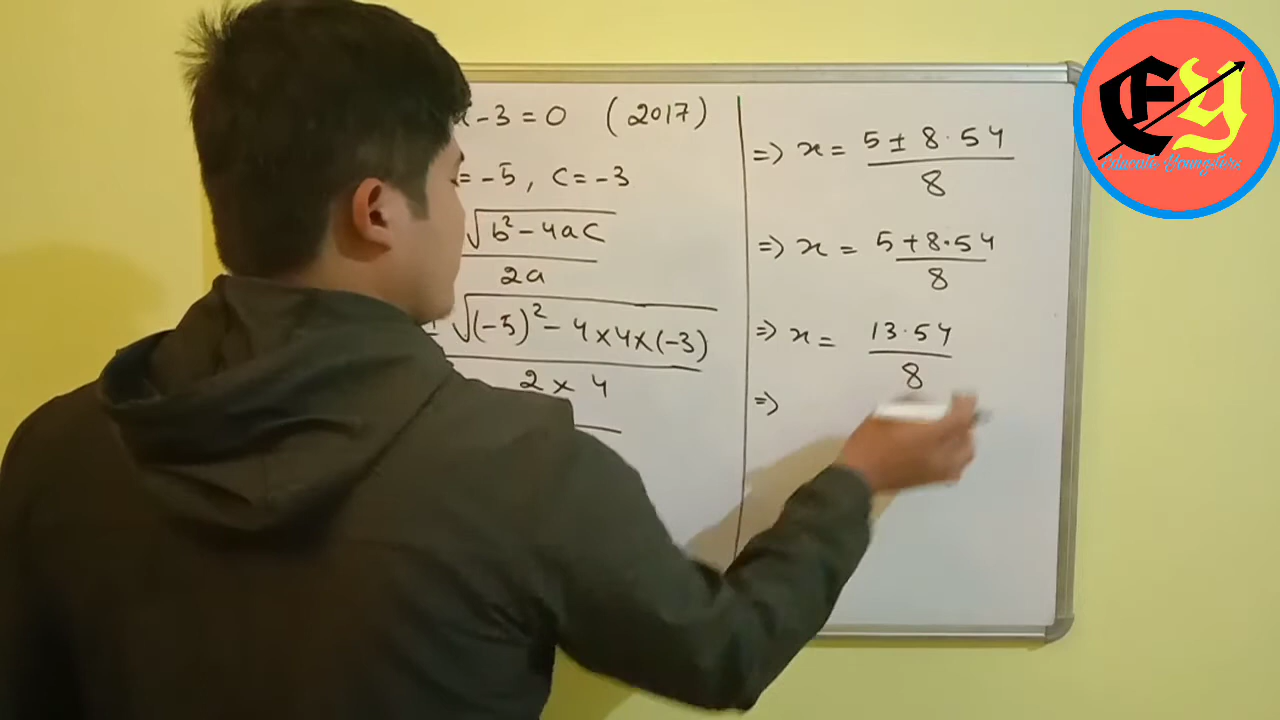 x - 3 = 0 (2017)
= -5, c = -3
√b² - 4ac
2a
± √(-5)² - 4 × 4 × (-3)
2 × 4
=> x = 5 ± 8.54
8
=> x = 5 + 8.54
8
=> x = 13.54
8
=>
EY
Educate Youngsters